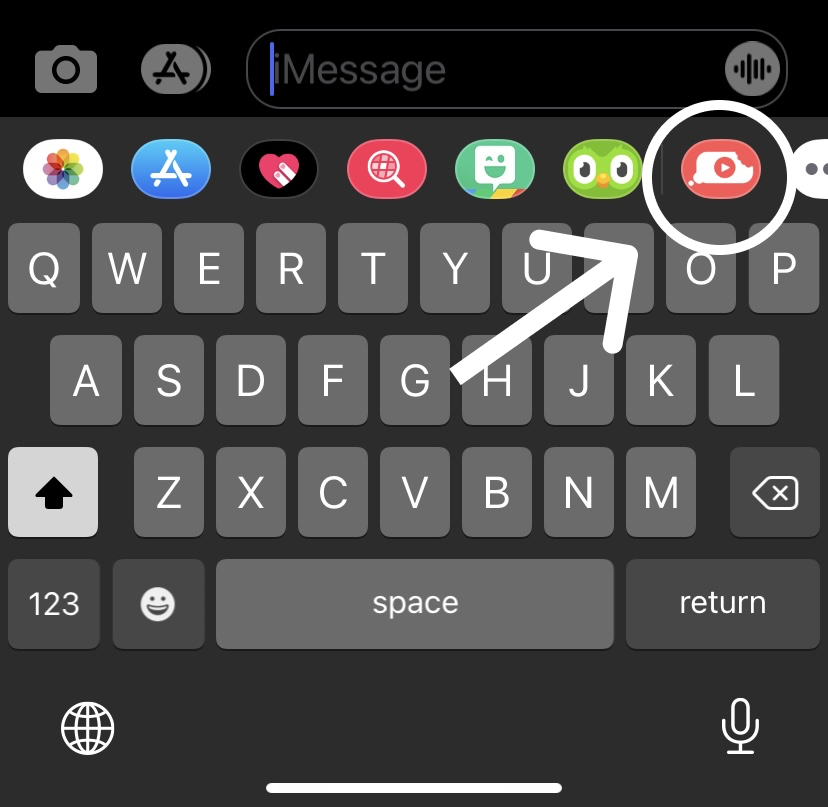 iMessage
Q W E R T Y U O P
A S D F G H J K L
Z X C V B N M
123 space return